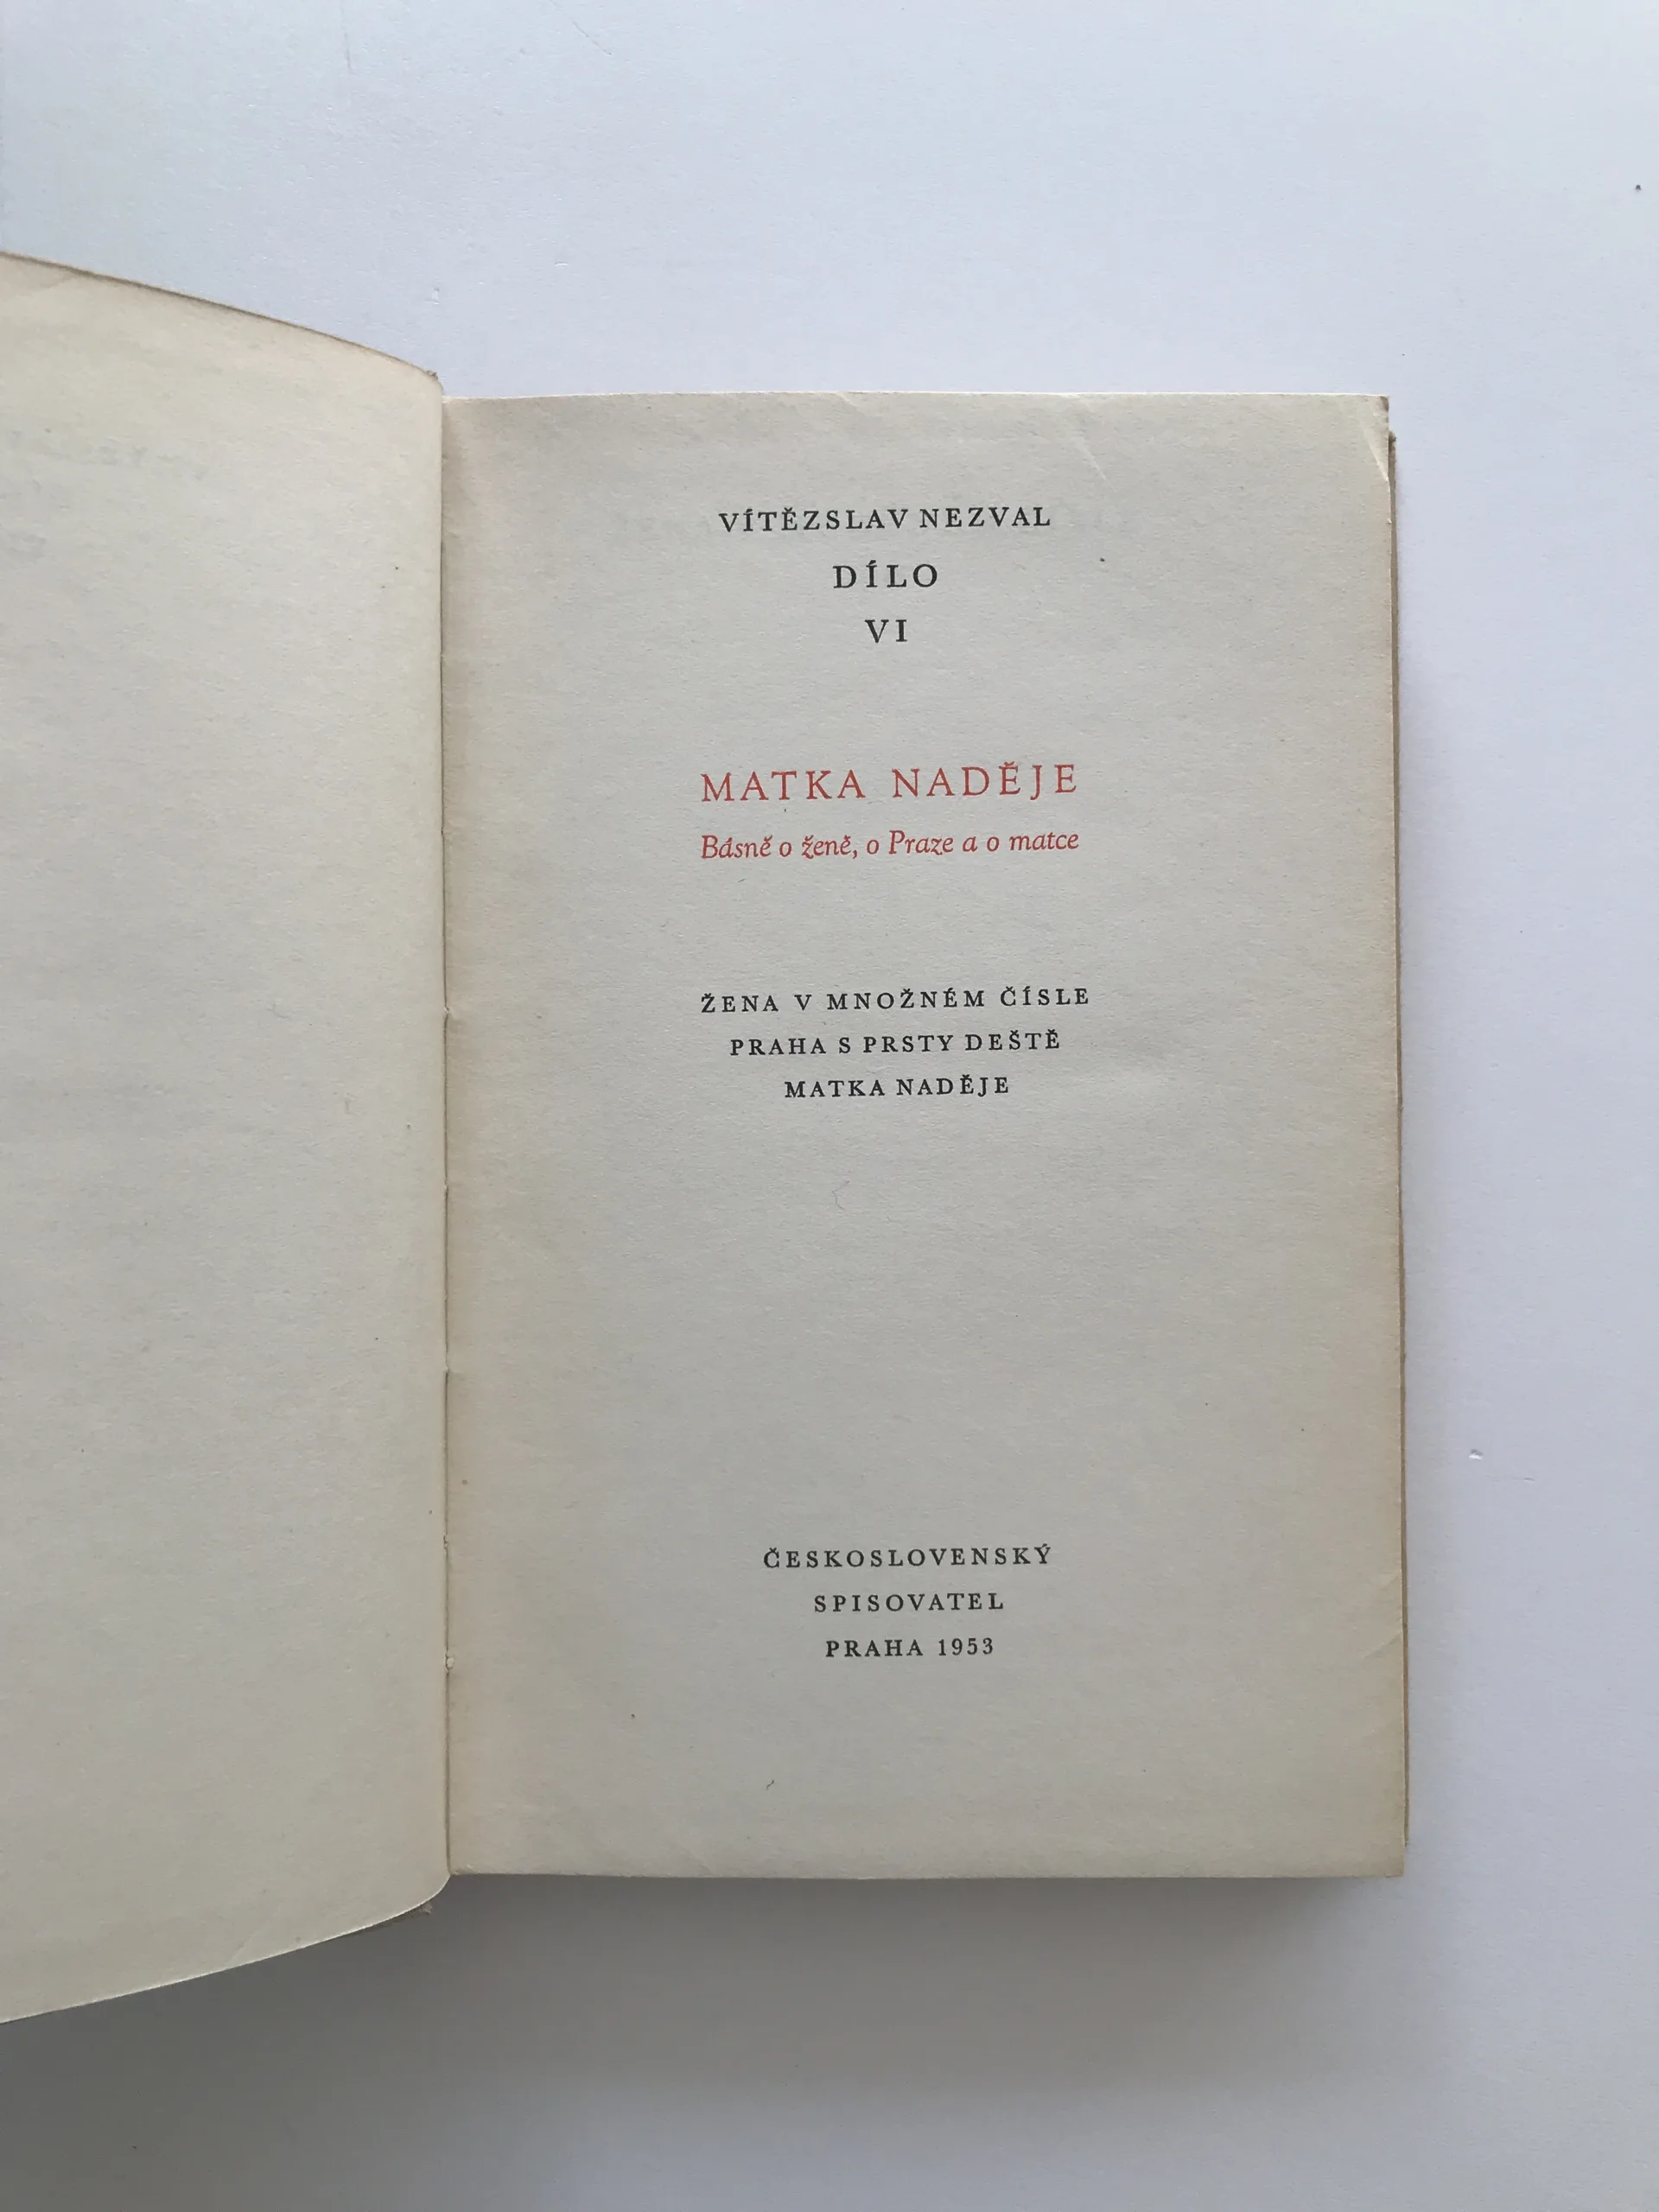 VÍTĚZSLAV NEZVAL
DÍLO
VI
MATKA NADĚJE
Básně o ženě, o Praze a o matce
ŽENA V MNOŽNÉM ČÍSLE
PRAHA S PRSTY DEŠTĚ
MATKA NADĚJE
ČESKOSLOVENSKÝ
SPISOVATEL
PRAHA 1953